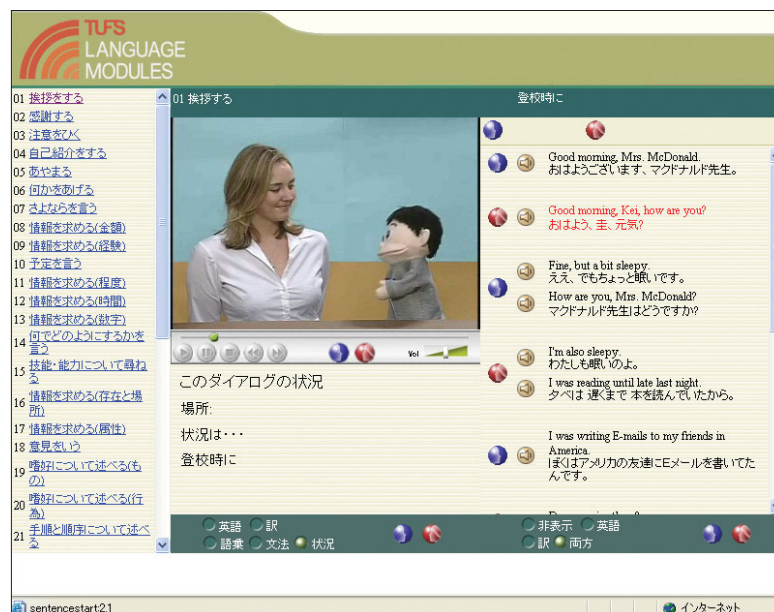 TUFS
LANGUAGE
MODULES
01 挨拶をする
02 感謝する
03 注意をひく
04 自己紹介をする
05 あやまる
06 何かをあげる
07 さよならを言う
08 情報を求める(金額)
09 情報を求める(経験)
10 予定を言う
11 情報を求める(程度)
12 情報を求める(時間)
13 情報を求める(数字)
14 何でどのようにするかを
言う
15 技能・能力について尋ね
る
16 情報を求める(存在と場
所)
17 情報を求める(属性)
18 意見をいう
19 嗜好について述べる(も
の)
20 嗜好について述べる(行
為)
21 手順と順序について述べ
る
01 挨拶する
Vol
このダイアログの状況
場所:
状況は・・・
登校時に
英語 訳
語彙 文法 状況
登校時に
Good morning, Mrs. McDonald.
おはようございます、マクドナルド先生。
Good morning, Kei, how are you?
おはよう、圭、元気?
Fine, but a bit sleepy.
ええ、でもちょっと眠いです。
How are you, Mrs. McDonald?
マクドナルド先生はどうですか?
I'm also sleepy.
わたしも眠いのよ。
I was reading until late last night.
夕べは 遅くまで 本を読んでいたから。
I was writing E-mails to my friends in
America.
ぼくはアメリカの友達にEメールを書いてた
んです。
非表示 英語
訳 両方
sentencestart:2.1
インターネット